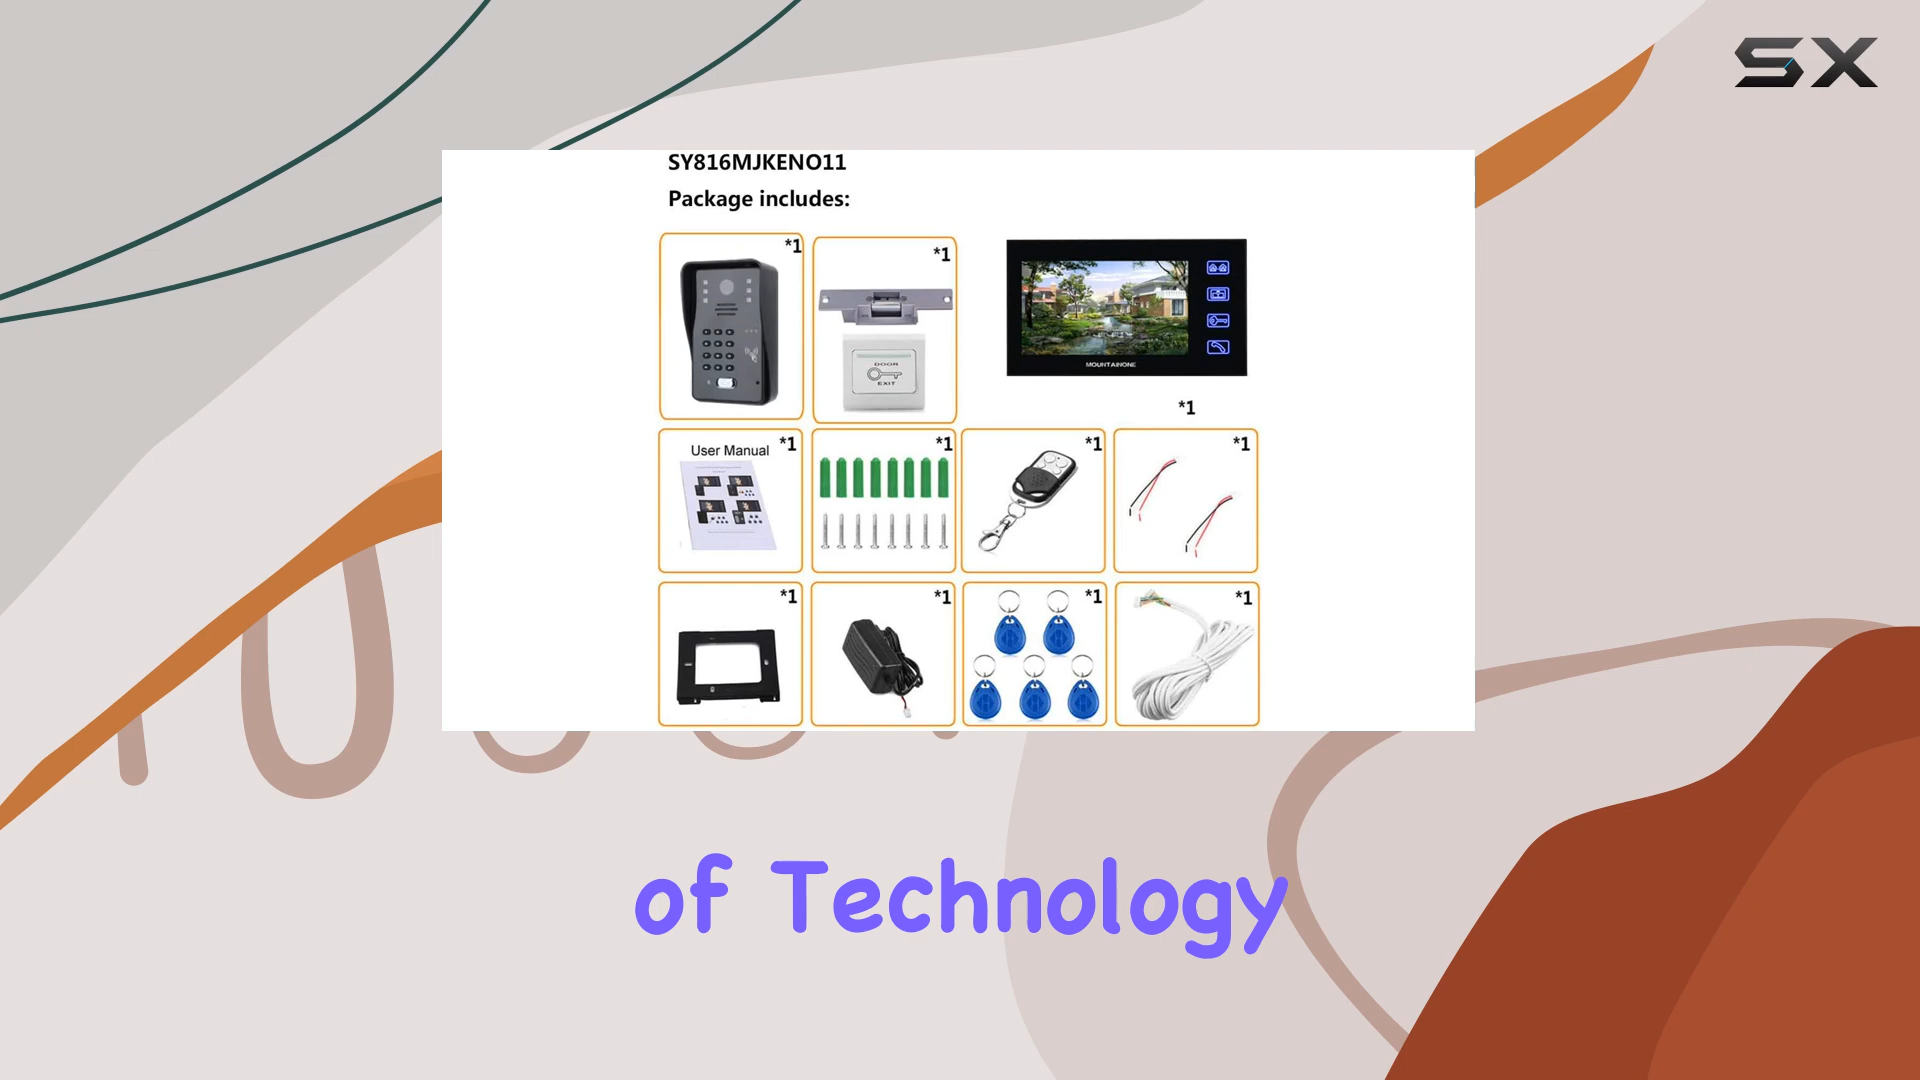 SX
SY816MJKENO11
Package includes:
*1
*1
DOOR
EXIT
MOUNTAINONE
*1
User Manual *1
*1
*1
*1
*1
*1
*1
*1
of Technology